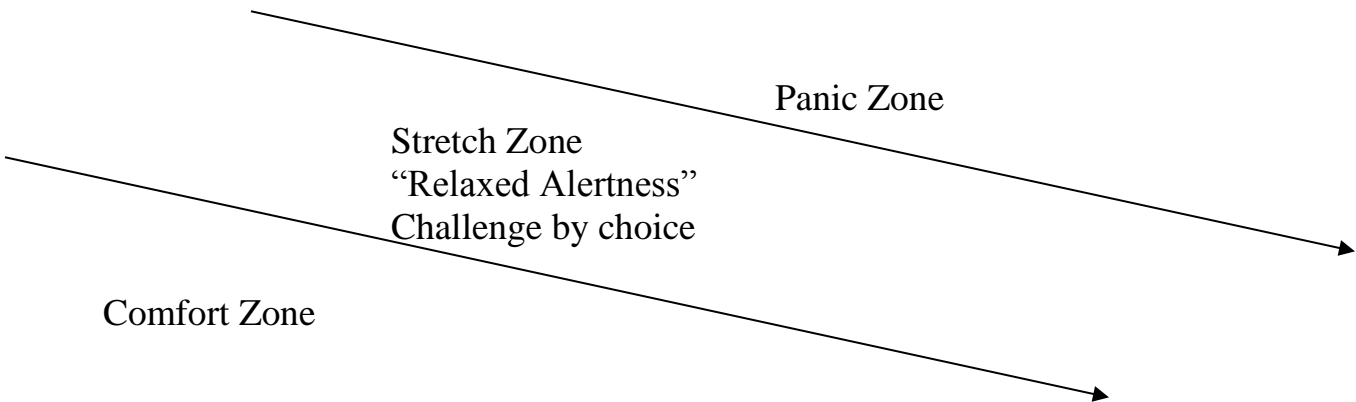 Panic Zone
Stretch Zone
“Relaxed Alertness”
Challenge by choice
Comfort Zone